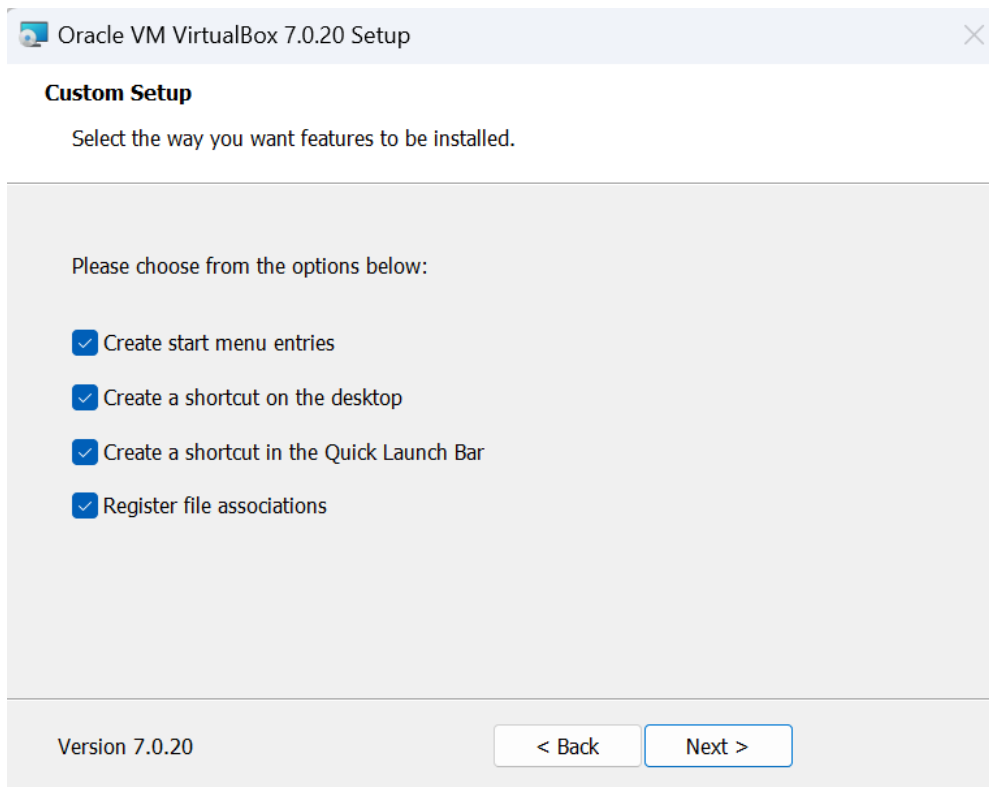 Oracle VM VirtualBox 7.0.20 Setup
Custom Setup
Select the way you want features to be installed.
Please choose from the options below:
Create start menu entries
Create a shortcut on the desktop
Create a shortcut in the Quick Launch Bar
Register file associations
Version 7.0.20
< Back
Next >